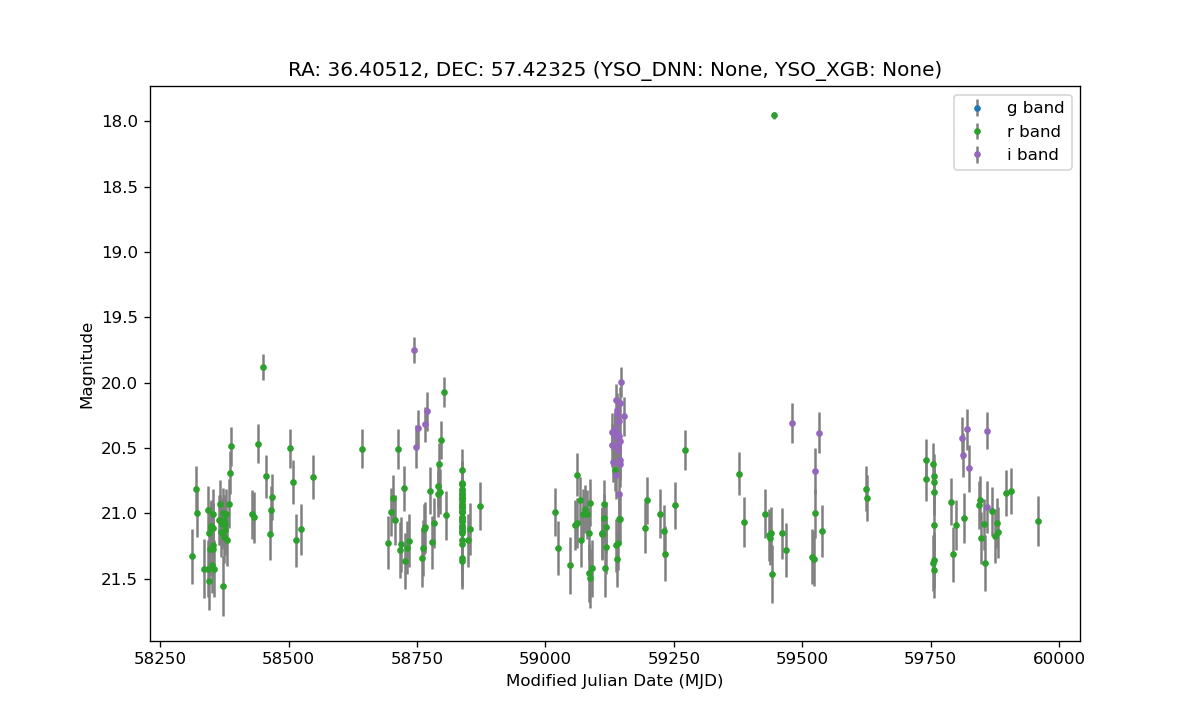 RA: 36.40512, DEC: 57.42325 (YSO_DNN: None, YSO_XGB: None)
g band
r band
i band
18.0
18.5
19.0
19.5
20.0
20.5
21.0
21.5
Magnitude
58250 58500 58750 59000 59250 59500 59750 60000
Modified Julian Date (MJD)